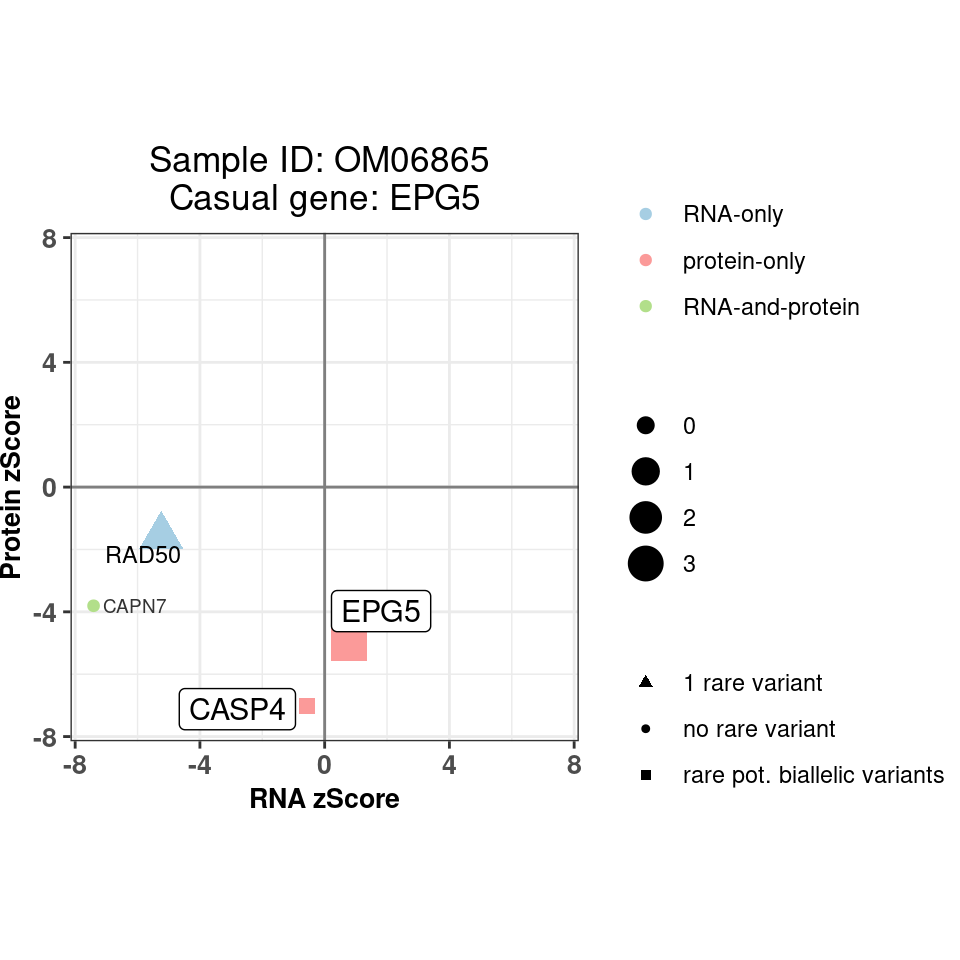 Sample ID: OM06865
Casual gene: EPG5
8
4
0
-4
-8
Protein zScore
RAD50
CAPN7
EPG5
CASP4
-8
-4
0
4
8
RNA zScore
RNA-only
protein-only
RNA-and-protein
0
1
2
3
1 rare variant
no rare variant
rare pot. biallelic variants